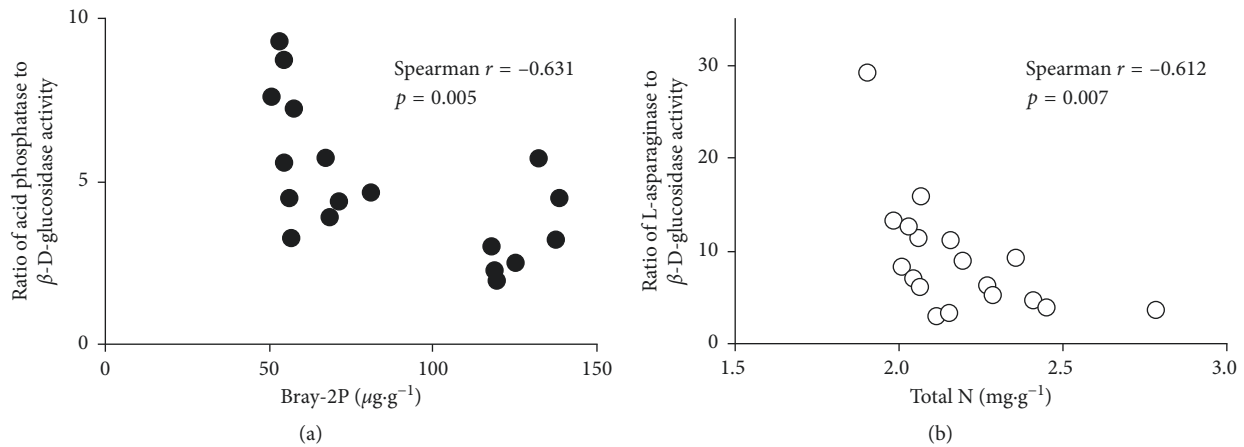 Ratio of acid phosphatase to
β-D-glucosidase activity
10
5
0
Spearman r = –0.631
p = 0.005
0
50
100
150
Bray-2P (μg·g⁻¹)
(a)
Ratio of L-asparaginase to
β-D-glucosidase activity
30
20
10
0
Spearman r = –0.612
p = 0.007
1.5
2.0
2.5
3.0
Total N (mg·g⁻¹)
(b)